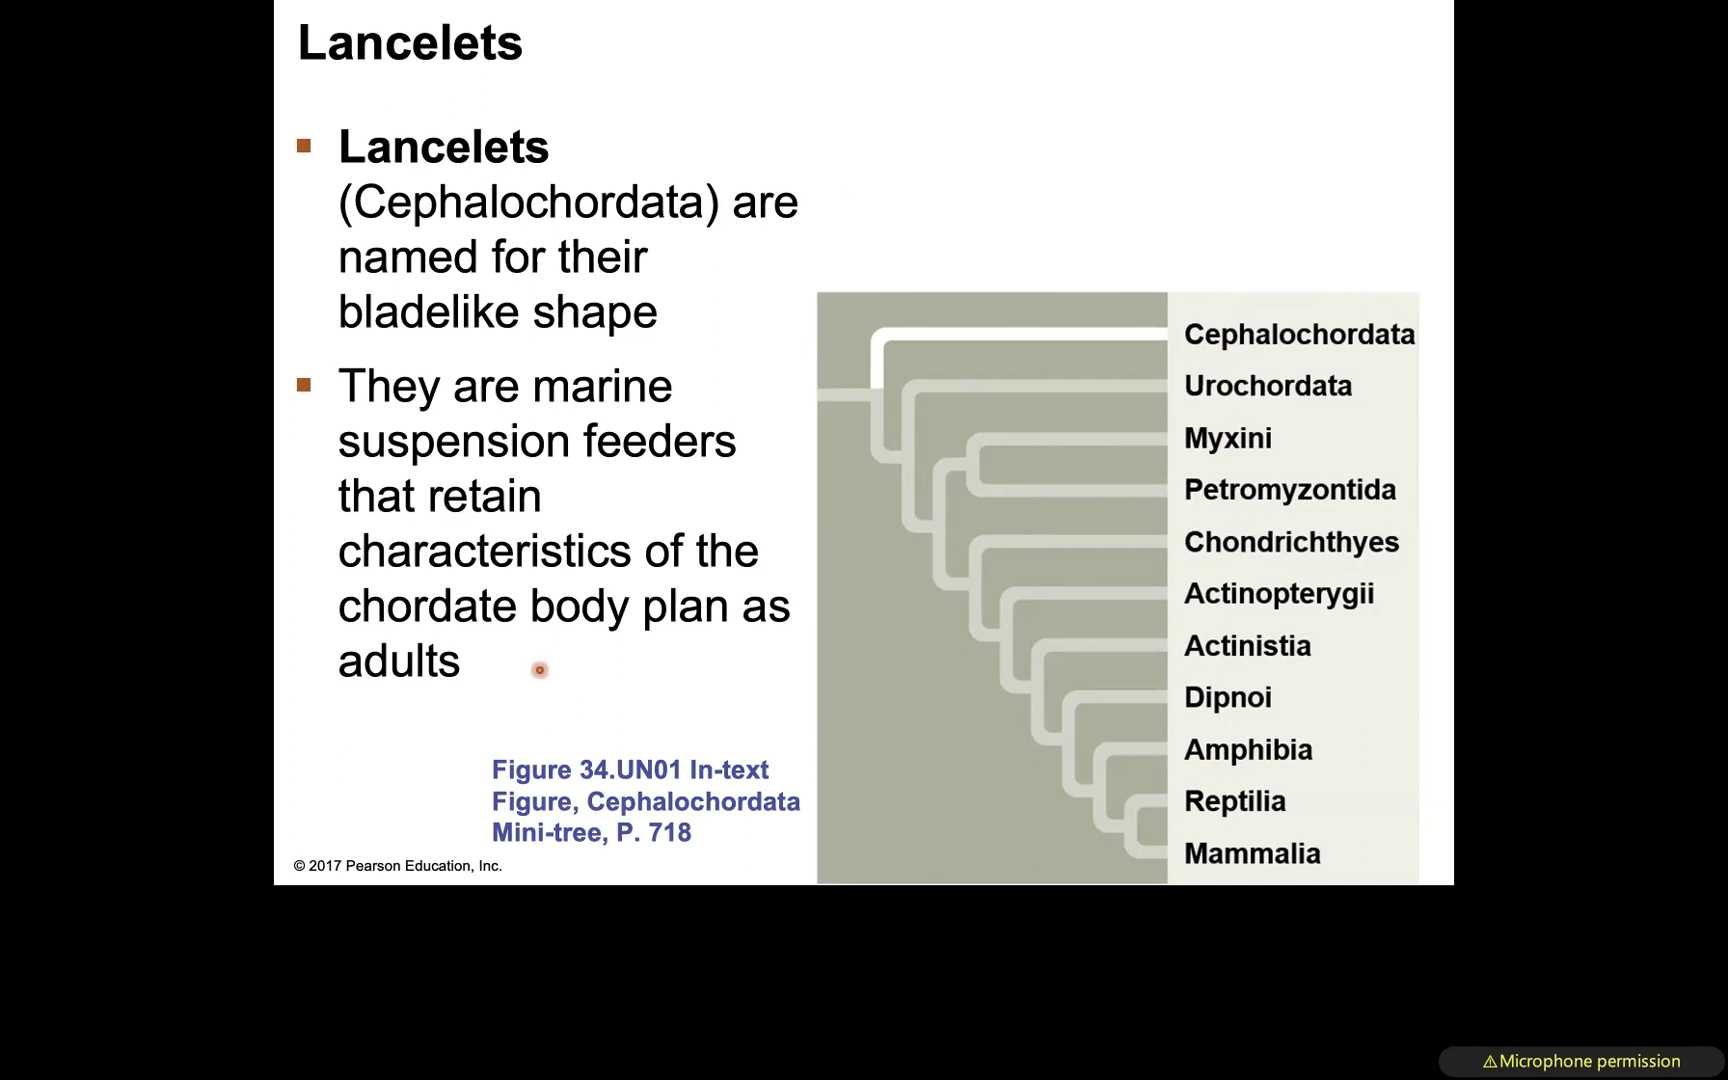 Lancelets
Lancelets
(Cephalochordata) are
named for their
bladelike shape
They are marine
suspension feeders
that retain
characteristics of the
chordate body plan as
adults
Figure 34.UN01 In-text
Figure, Cephalochordata
Mini-tree, P. 718
© 2017 Pearson Education, Inc.
Cephalochordata
Urochordata
Myxini
Petromyzontida
Chondrichthyes
Actinopterygii
Actinistia
Dipnoi
Amphibia
Reptilia
Mammalia
⚠Microphone permission